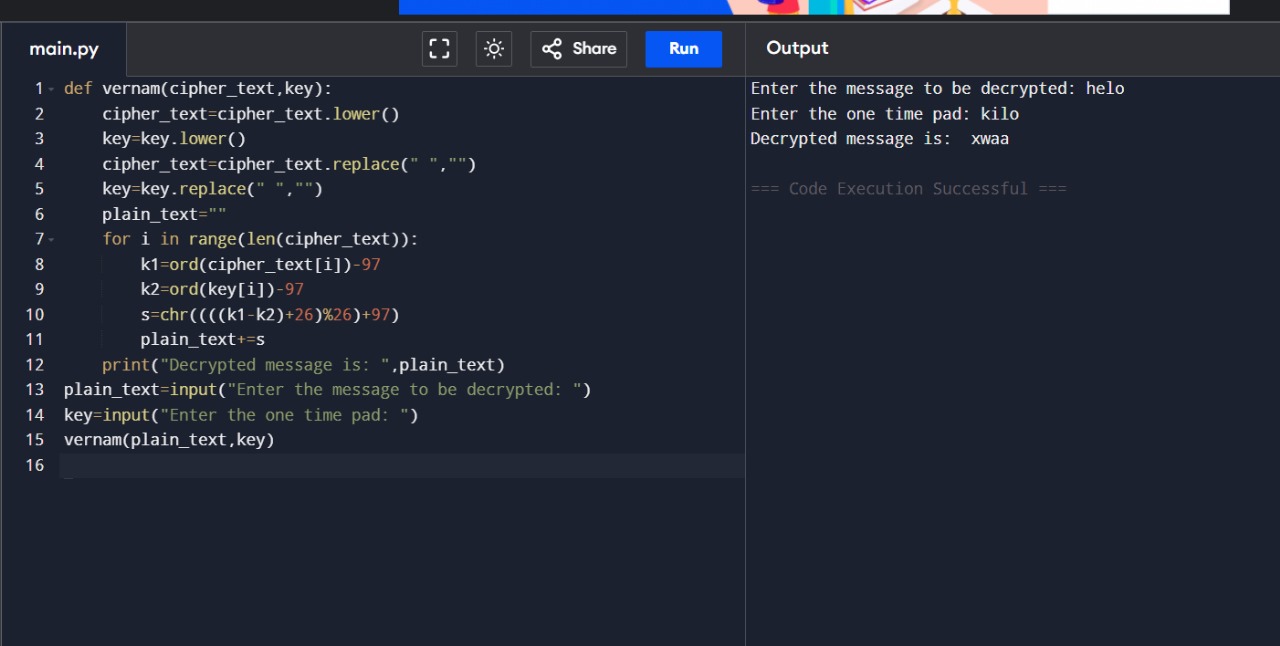 main.py
Share
Run
Output
1 def vernam(cipher_text,key):
2     cipher_text=cipher_text.lower()
3     key=key.lower()
4     cipher_text=cipher_text.replace(" ","")
5     key=key.replace(" ","")
6     plain_text=""
7     for i in range(len(cipher_text)):
8         k1=ord(cipher_text[i])-97
9         k2=ord(key[i])-97
10         s=chr((((k1-k2)+26)%26)+97)
11         plain_text+=s
12     print("Decrypted message is: ",plain_text)
13 plain_text=input("Enter the message to be decrypted: ")
14 key=input("Enter the one time pad: ")
15 vernam(plain_text,key)
16
Enter the message to be decrypted: helo
Enter the one time pad: kilo
Decrypted message is:  xwaa
=== Code Execution Successful ===